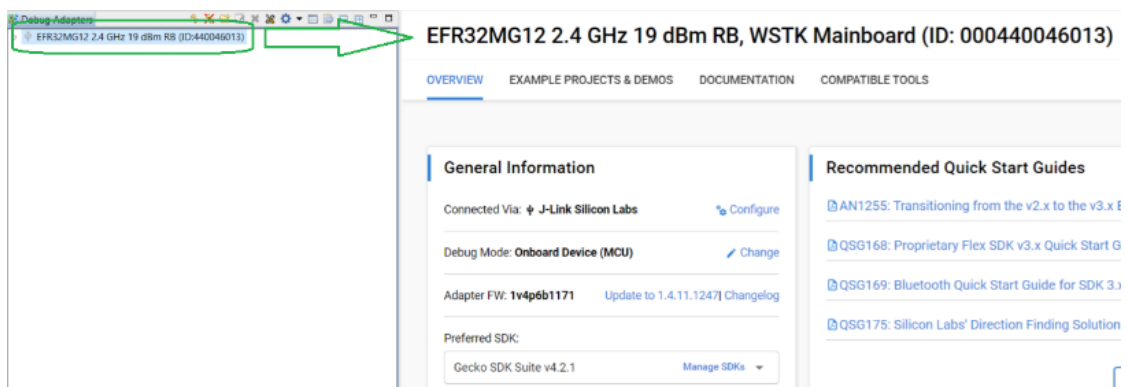 Debug Adapters
EFR32MG12 2.4 GHz 19 dBm RB (ID:440046013)
EFR32MG12 2.4 GHz 19 dBm RB, WSTK Mainboard (ID: 000440046013)
OVERVIEW EXAMPLE PROJECTS & DEMOS DOCUMENTATION COMPATIBLE TOOLS
General Information
Connected Via: J-Link Silicon Labs Configure
Debug Mode: Onboard Device (MCU) Change
Adapter FW: 1v4p6b1171 Update to 1.4.11.1247| Changelog
Preferred SDK:
Gecko SDK Suite v4.2.1 Manage SDKs
Recommended Quick Start Guides
AN1255: Transitioning from the v2.x to the v3.x
QSG168: Proprietary Flex SDK v3.x Quick Start G
QSG169: Bluetooth Quick Start Guide for SDK 3.x
QSG175: Silicon Labs' Direction Finding Solution